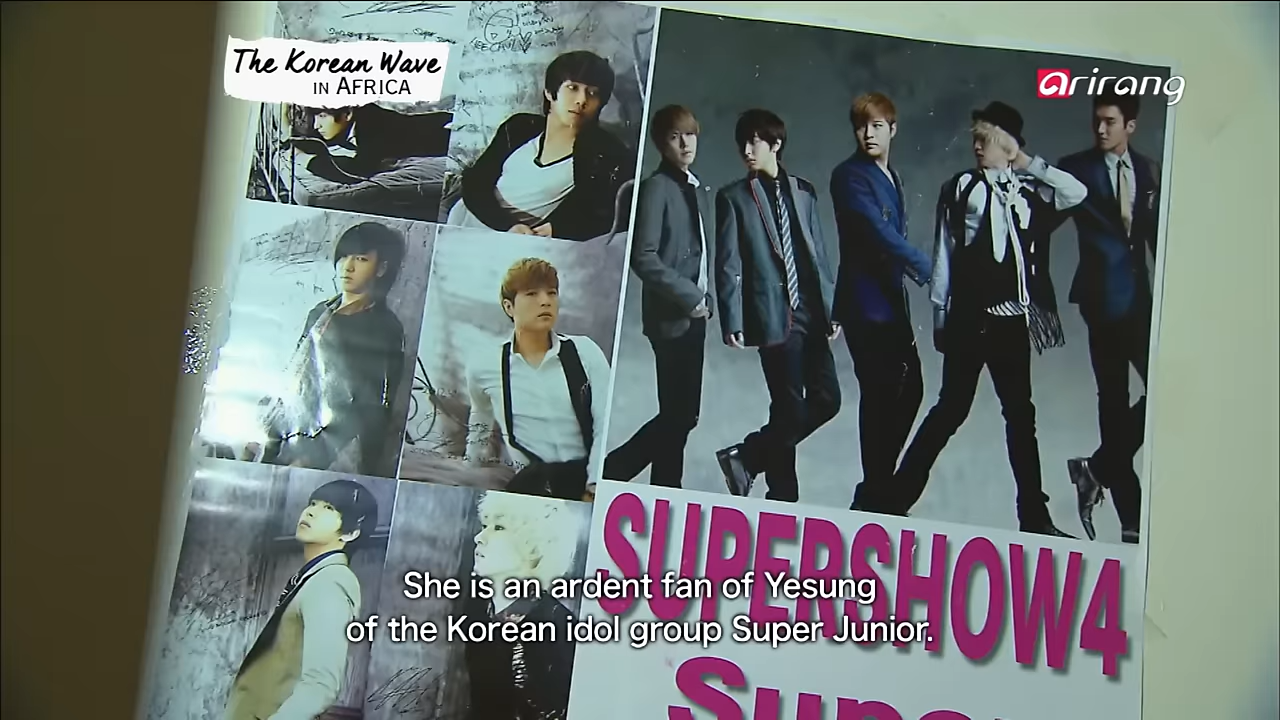 The Korean Wave
IN AFRICA
arirang
SUPERSHOW4
She is an ardent fan of Yesung
of the Korean idol group Super Junior.
Super